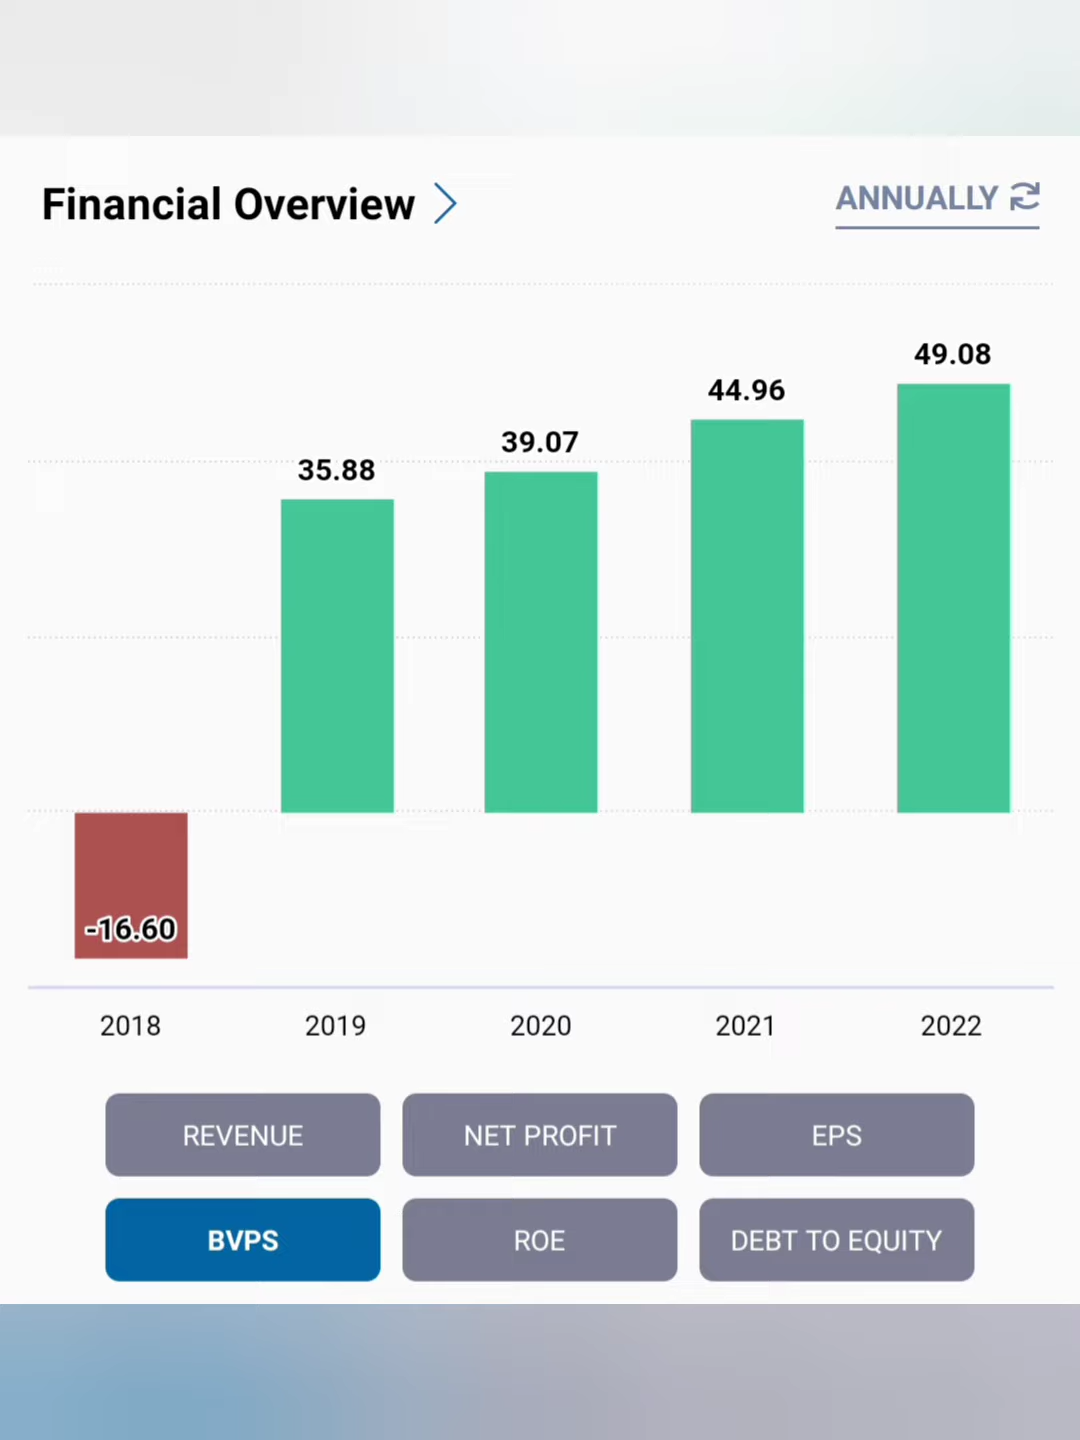 Financial Overview
ANNUALLY
49.08
44.96
39.07
35.88
-16.60
2018 2019 2020 2021 2022
REVENUE NET PROFIT EPS
BVPS ROE DEBT TO EQUITY